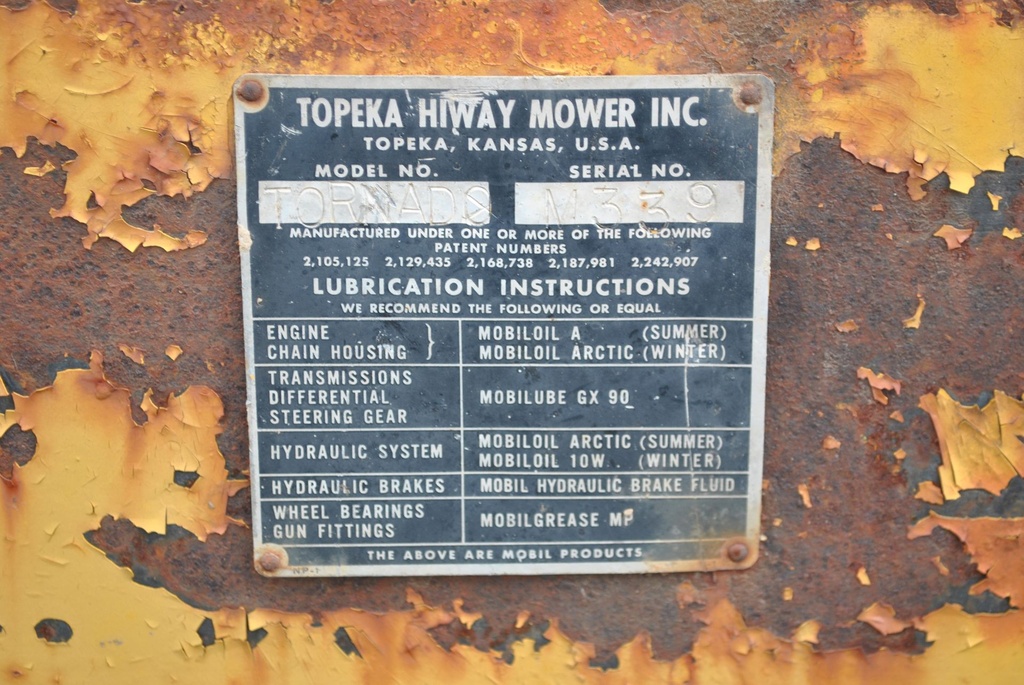 TOPEKA HIWAY MOWER INC.
TOPEKA, KANSAS, U.S.A.
MODEL NO. SERIAL NO.
TORNADO M339
MANUFACTURED UNDER ONE OR MORE OF THE FOLLOWING
PATENT NUMBERS
2,105,125 2,129,435 2,168,738 2,187,981 2,242,907
LUBRICATION INSTRUCTIONS
WE RECOMMEND THE FOLLOWING OR EQUAL
ENGINE } MOBILOIL A (SUMMER)
CHAIN HOUSING MOBILOIL ARCTIC (WINTER)
TRANSMISSIONS
DIFFERENTIAL MOBILUBE GX 90
STEERING GEAR
HYDRAULIC SYSTEM
MOBILOIL ARCTIC (SUMMER)
MOBILOIL 10W.. (WINTER)
HYDRAULIC BRAKES MOBIL HYDRAULIC BRAKE FLUID
WHEEL BEARINGS
GUN FITTINGS
MOBILGREASE MP
THE ABOVE ARE MOBIL PRODUCTS
NP-1